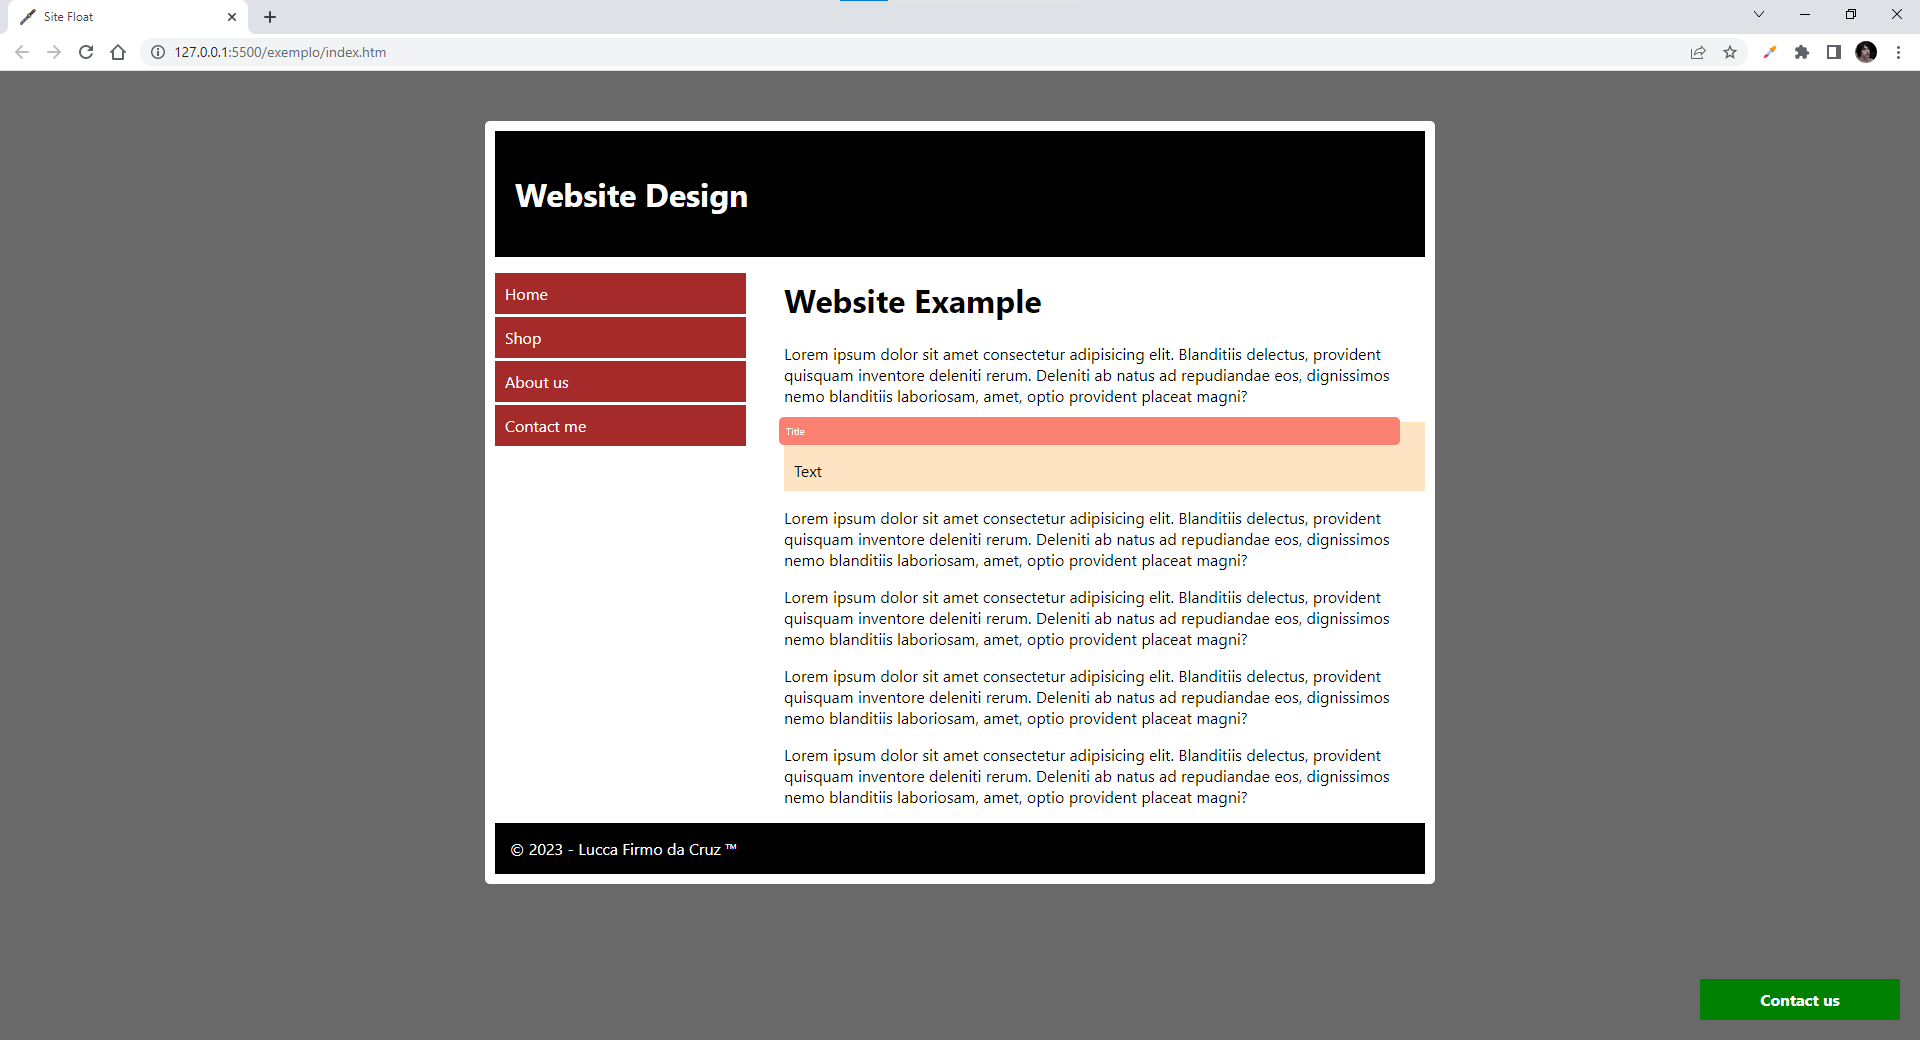 Site Float
127.0.0.1:5500/exemplo/index.htm
Website Design
Home
Shop
About us
Contact me
Website Example
Lorem ipsum dolor sit amet consectetur adipisicing elit. Blanditiis delectus, provident
quisquam inventore deleniti rerum. Deleniti ab natus ad repudiandae eos, dignissimos
nemo blanditiis laboriosam, amet, optio provident placeat magni?
Title
Text
Lorem ipsum dolor sit amet consectetur adipisicing elit. Blanditiis delectus, provident
quisquam inventore deleniti rerum. Deleniti ab natus ad repudiandae eos, dignissimos
nemo blanditiis laboriosam, amet, optio provident placeat magni?
Lorem ipsum dolor sit amet consectetur adipisicing elit. Blanditiis delectus, provident
quisquam inventore deleniti rerum. Deleniti ab natus ad repudiandae eos, dignissimos
nemo blanditiis laboriosam, amet, optio provident placeat magni?
Lorem ipsum dolor sit amet consectetur adipisicing elit. Blanditiis delectus, provident
quisquam inventore deleniti rerum. Deleniti ab natus ad repudiandae eos, dignissimos
nemo blanditiis laboriosam, amet, optio provident placeat magni?
Lorem ipsum dolor sit amet consectetur adipisicing elit. Blanditiis delectus, provident
quisquam inventore deleniti rerum. Deleniti ab natus ad repudiandae eos, dignissimos
nemo blanditiis laboriosam, amet, optio provident placeat magni?
© 2023 - Lucca Firmo da Cruz ™
Contact us